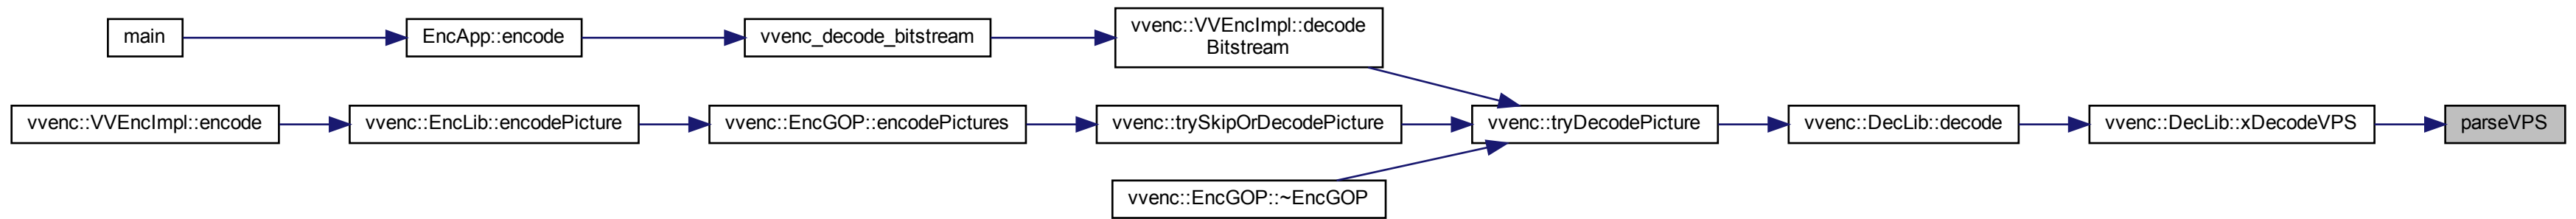 main
EncApp::encode
vvenc_decode_bitstream
vvenc::VVEncImpl::decode
Bitstream
vvenc::VVEncImpl::encode
vvenc::EncLib::encodePicture
vvenc::EncGOP::encodePictures
vvenc::trySkipOrDecodePicture
vvenc::tryDecodePicture
vvenc::DecLib::decode
vvenc::DecLib::xDecodeVPS
parseVPS
vvenc::EncGOP::~EncGOP